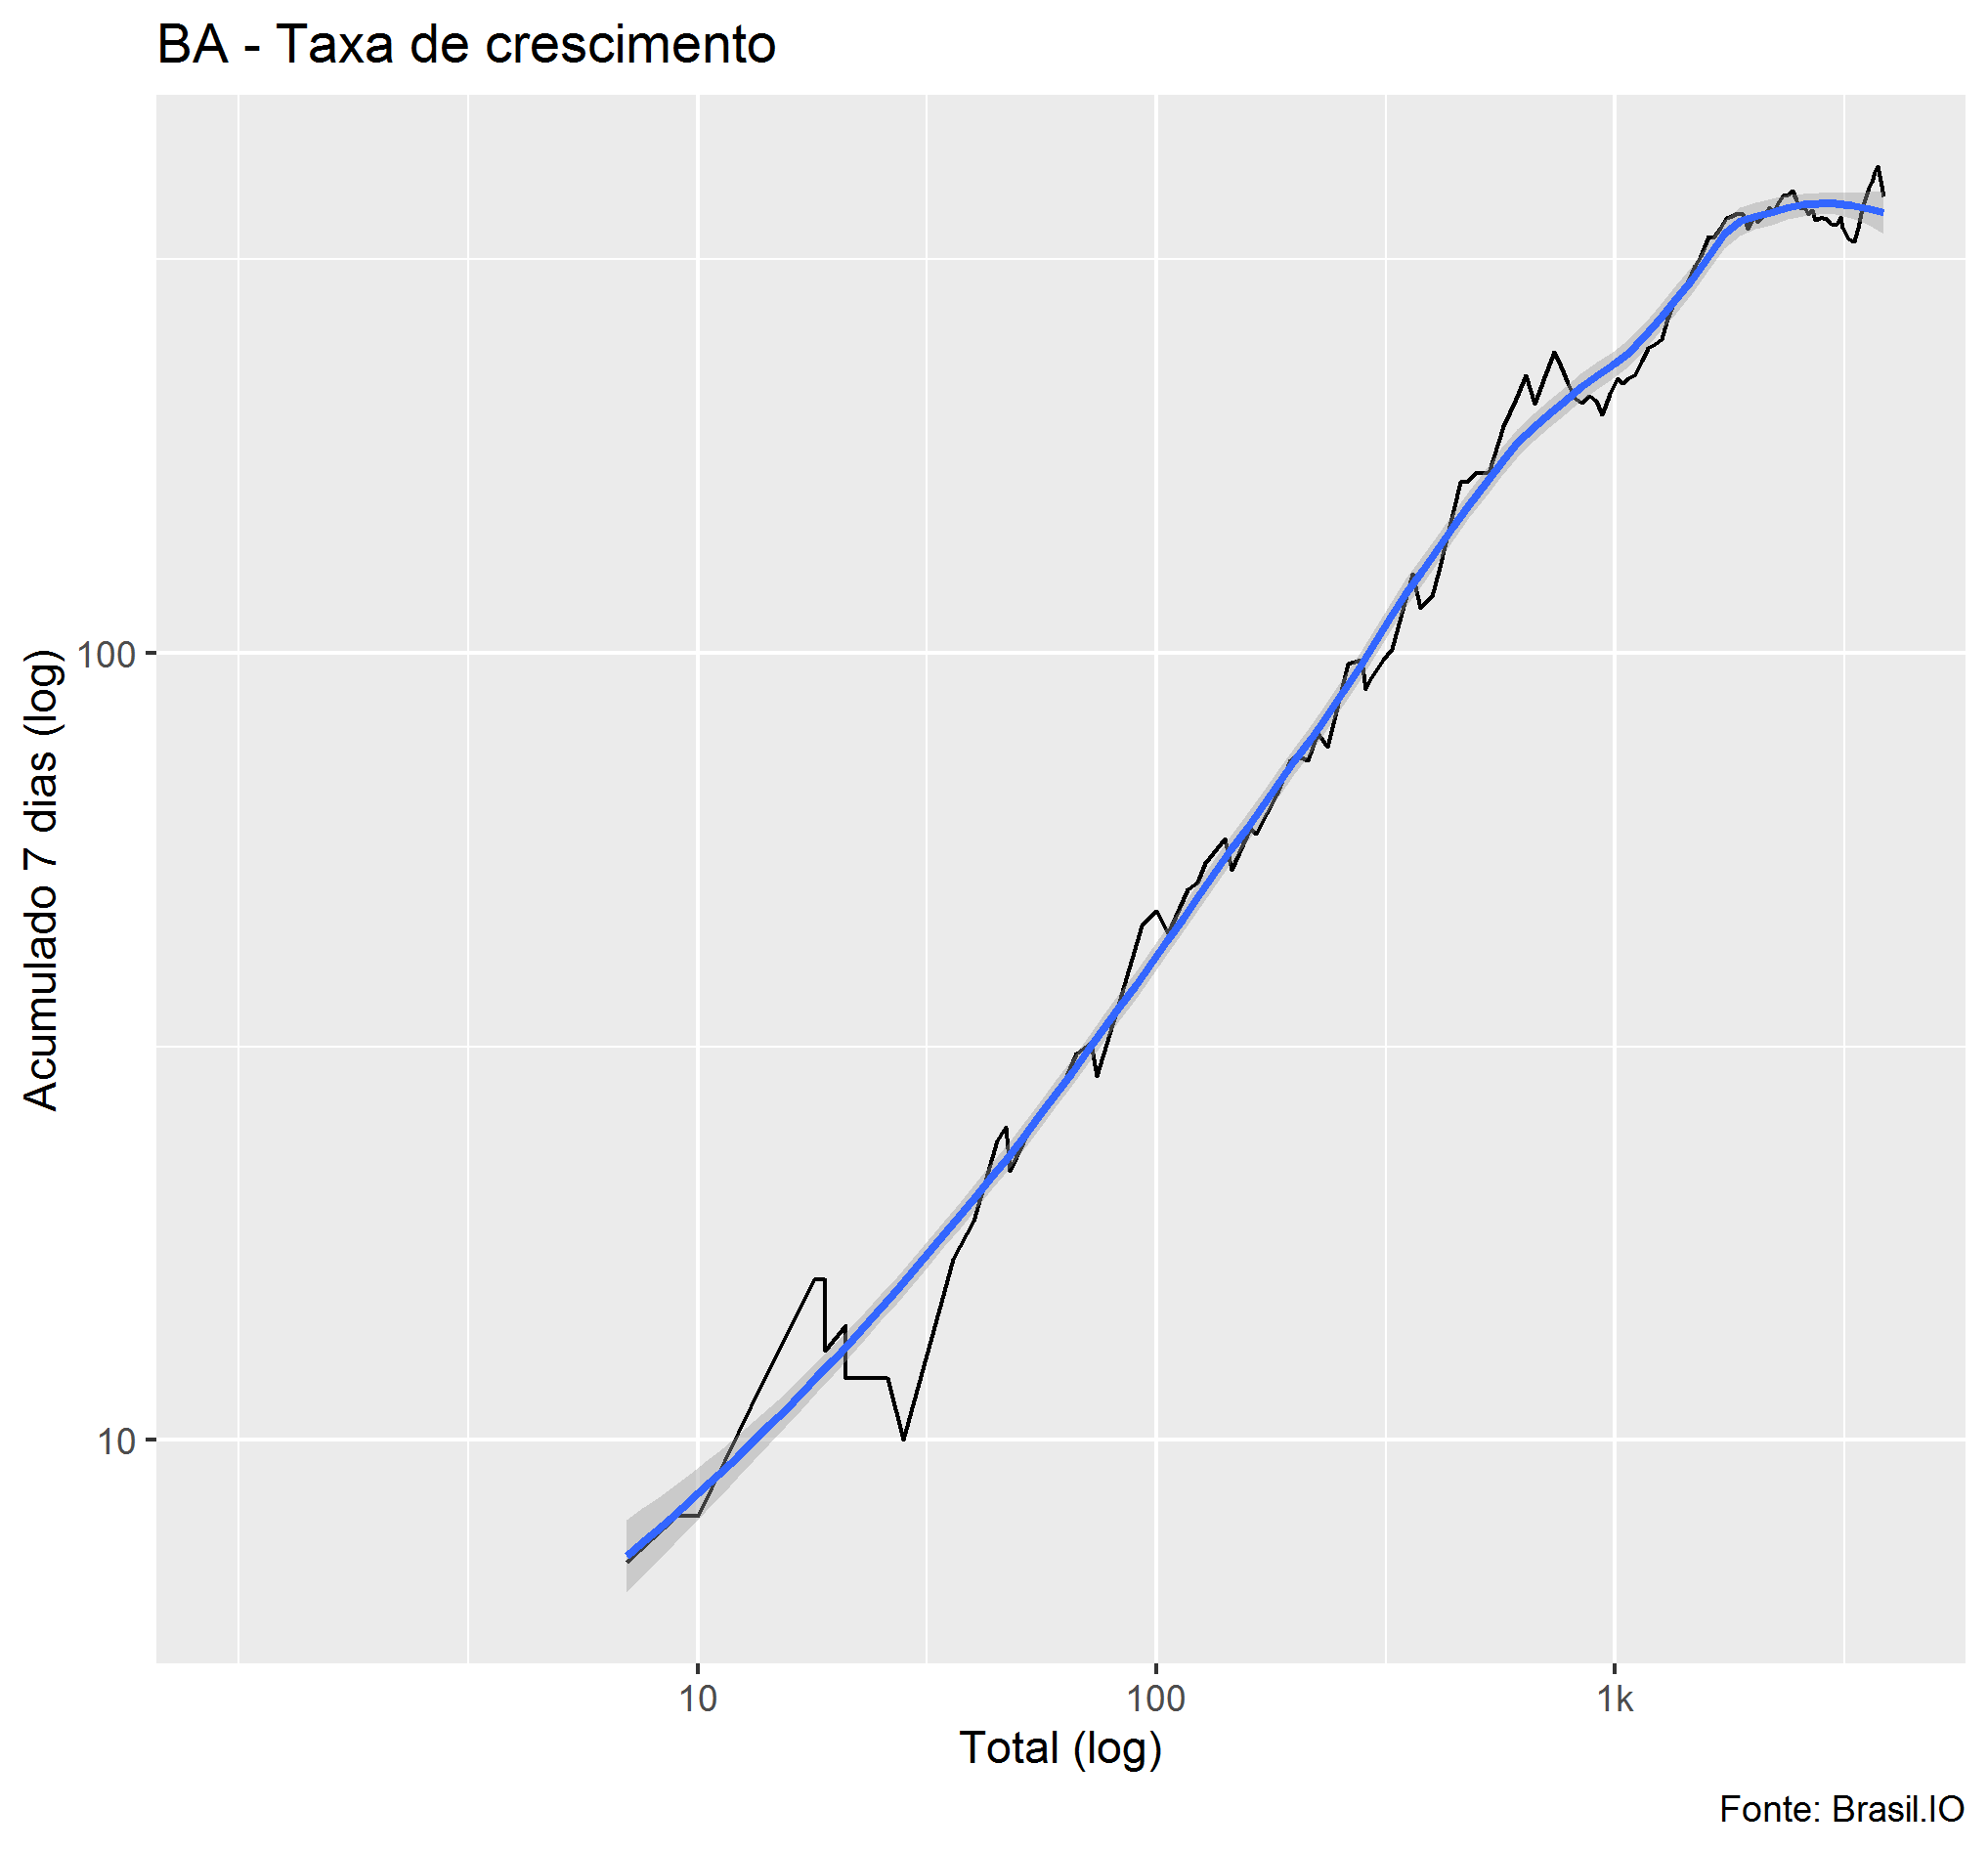 BA - Taxa de crescimento
Acumulado 7 dias (log)
100
10
10
100
1k
Total (log)
Fonte: Brasil.IO